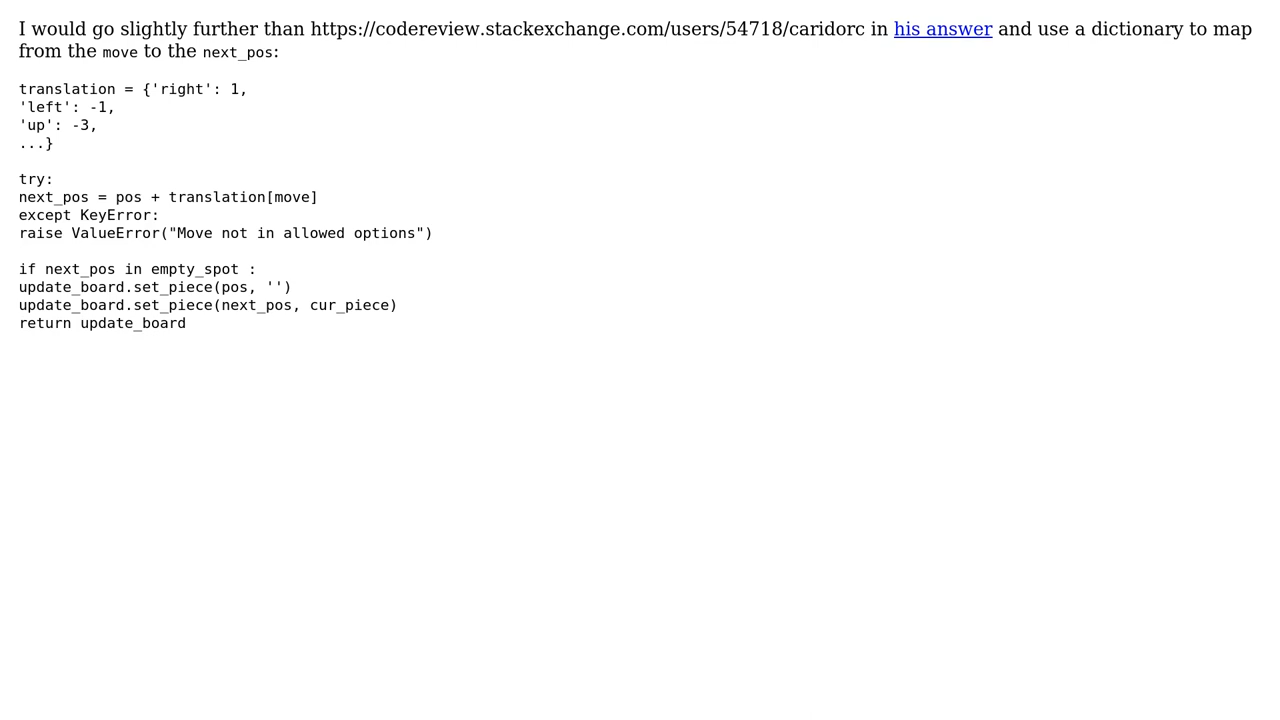 I would go slightly further than https://codereview.stackexchange.com/users/54718/caridorc in his answer and use a dictionary to map
from the move to the next_pos:
translation = {'right': 1,
'left': -1,
'up': -3,
...}
try:
next_pos = pos + translation[move]
except KeyError:
raise ValueError("Move not in allowed options")
if next_pos in empty_spot :
update_board.set_piece(pos, '')
update_board.set_piece(next_pos, cur_piece)
return update_board